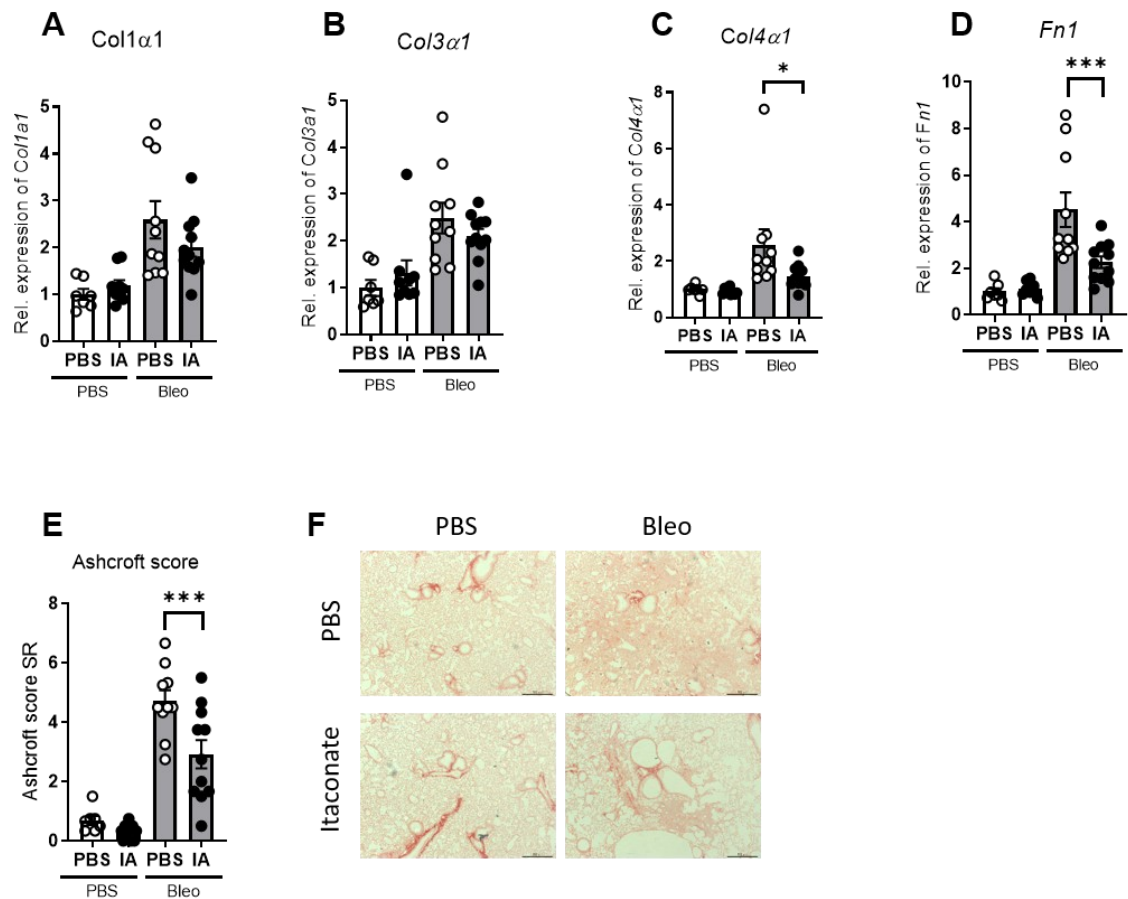 A
Col1α1
Rel. expression of Col1a1
5
4
3
2
1
0
PBS IA PBS IA
PBS Bleo
B
Col3α1
Rel. expression of Col3a1
5
4
3
2
1
0
PBS IA PBS IA
PBS Bleo
C
Col4α1
*
Rel. expression of Col4α1
8
6
4
2
0
PBS IA PBS IA
PBS Bleo
D
Fn1
***
Rel. expression of Fn1
10
8
6
4
2
0
PBS IA PBS IA
PBS Bleo
E
Ashcroft score
***
Ashcroft score SR
8
6
4
2
0
PBS IA PBS IA
PBS Bleo
F
PBS Bleo
PBS
Itaconate